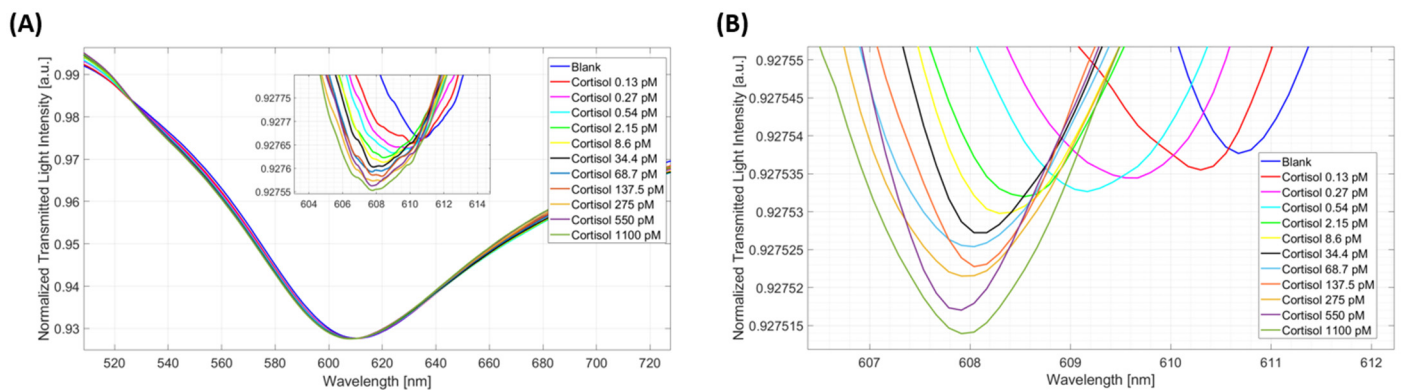 (A)
Normalized Transmitted Light Intensity [a.u.]
0.99
0.98
0.97
0.96
0.95
0.94
0.93
520 540 560 580 600 620 640 660 680 700 720
Wavelength [nm]
0.92775
0.92777
0.92765
0.92776
0.92755
604 606 608 610 612 614
Blank
Cortisol 0.13 pM
Cortisol 0.27 pM
Cortisol 0.54 pM
Cortisol 2.15 pM
Cortisol 8.6 pM
Cortisol 34.4 pM
Cortisol 68.7 pM
Cortisol 137.5 pM
Cortisol 275 pM
Cortisol 550 pM
Cortisol 1100 pM
(B)
Normalized Transmitted Light Intensity [a.u.]
0.92755
0.927545
0.92754
0.927535
0.92753
0.927525
0.92752
0.927515
607 608 609 610 611 612
Wavelength [nm]
Blank
Cortisol 0.13 pM
Cortisol 0.27 pM
Cortisol 0.54 pM
Cortisol 2.15 pM
Cortisol 8.6 pM
Cortisol 34.4 pM
Cortisol 68.7 pM
Cortisol 137.5 pM
Cortisol 275 pM
Cortisol 550 pM
Cortisol 1100 pM